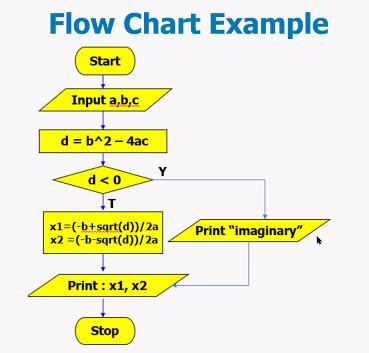 Flow Chart Example
Start
Input a,b,c
d = b^2 – 4ac
d < 0
Y
T
x1=(-b+sqrt(d))/2a
x2 =(-b-sqrt(d))/2a
Print “imaginary”
Print : x1, x2
Stop